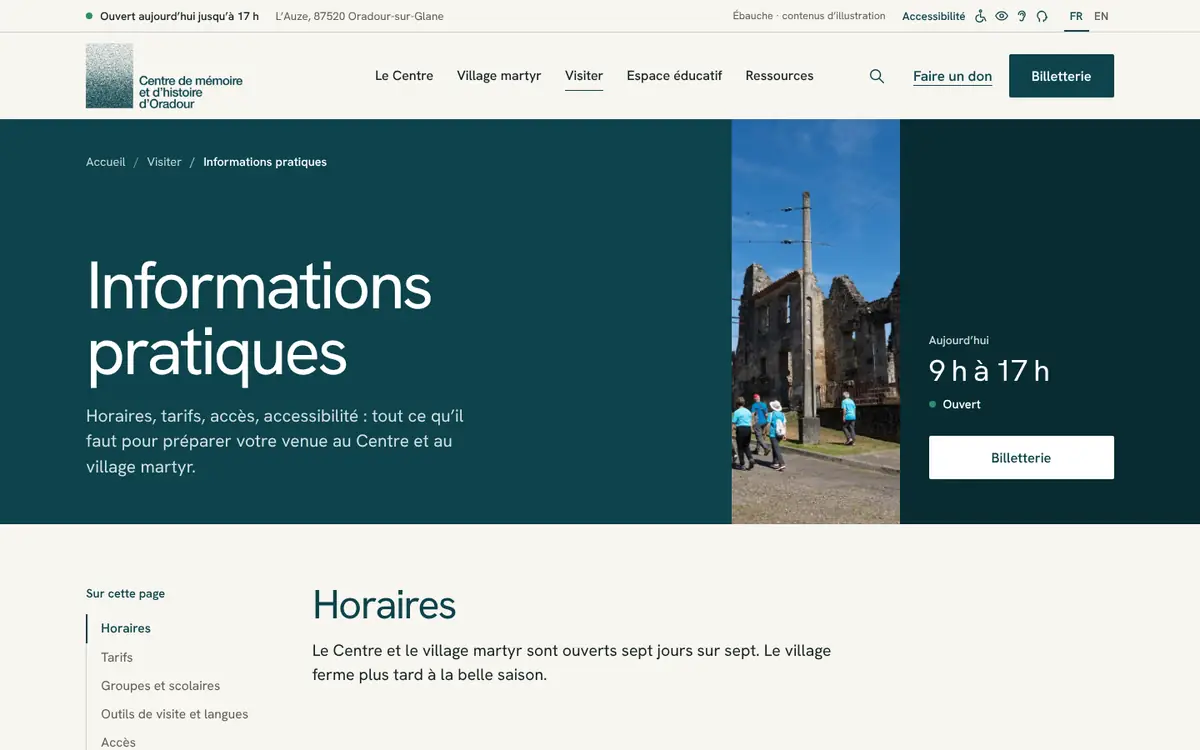 Ouvert aujourd’hui jusqu’à 17 h
L’Auze, 87520 Oradour-sur-Glane
Ébauche · contenus d’illustration
Accessibilité
FR
EN
Centre de mémoire
et d’histoire
d’Oradour
Le Centre
Village martyr
Visiter
Espace éducatif
Ressources
Faire un don
Billetterie
Accueil / Visiter / Informations pratiques
Informations
pratiques
Horaires, tarifs, accès, accessibilité : tout ce qu’il
faut pour préparer votre venue au Centre et au
village martyr.
Aujourd’hui
9 h à 17 h
Ouvert
Billetterie
Sur cette page
Horaires
Tarifs
Groupes et scolaires
Outils de visite et langues
Accès
Horaires
Le Centre et le village martyr sont ouverts sept jours sur sept. Le village
ferme plus tard à la belle saison.